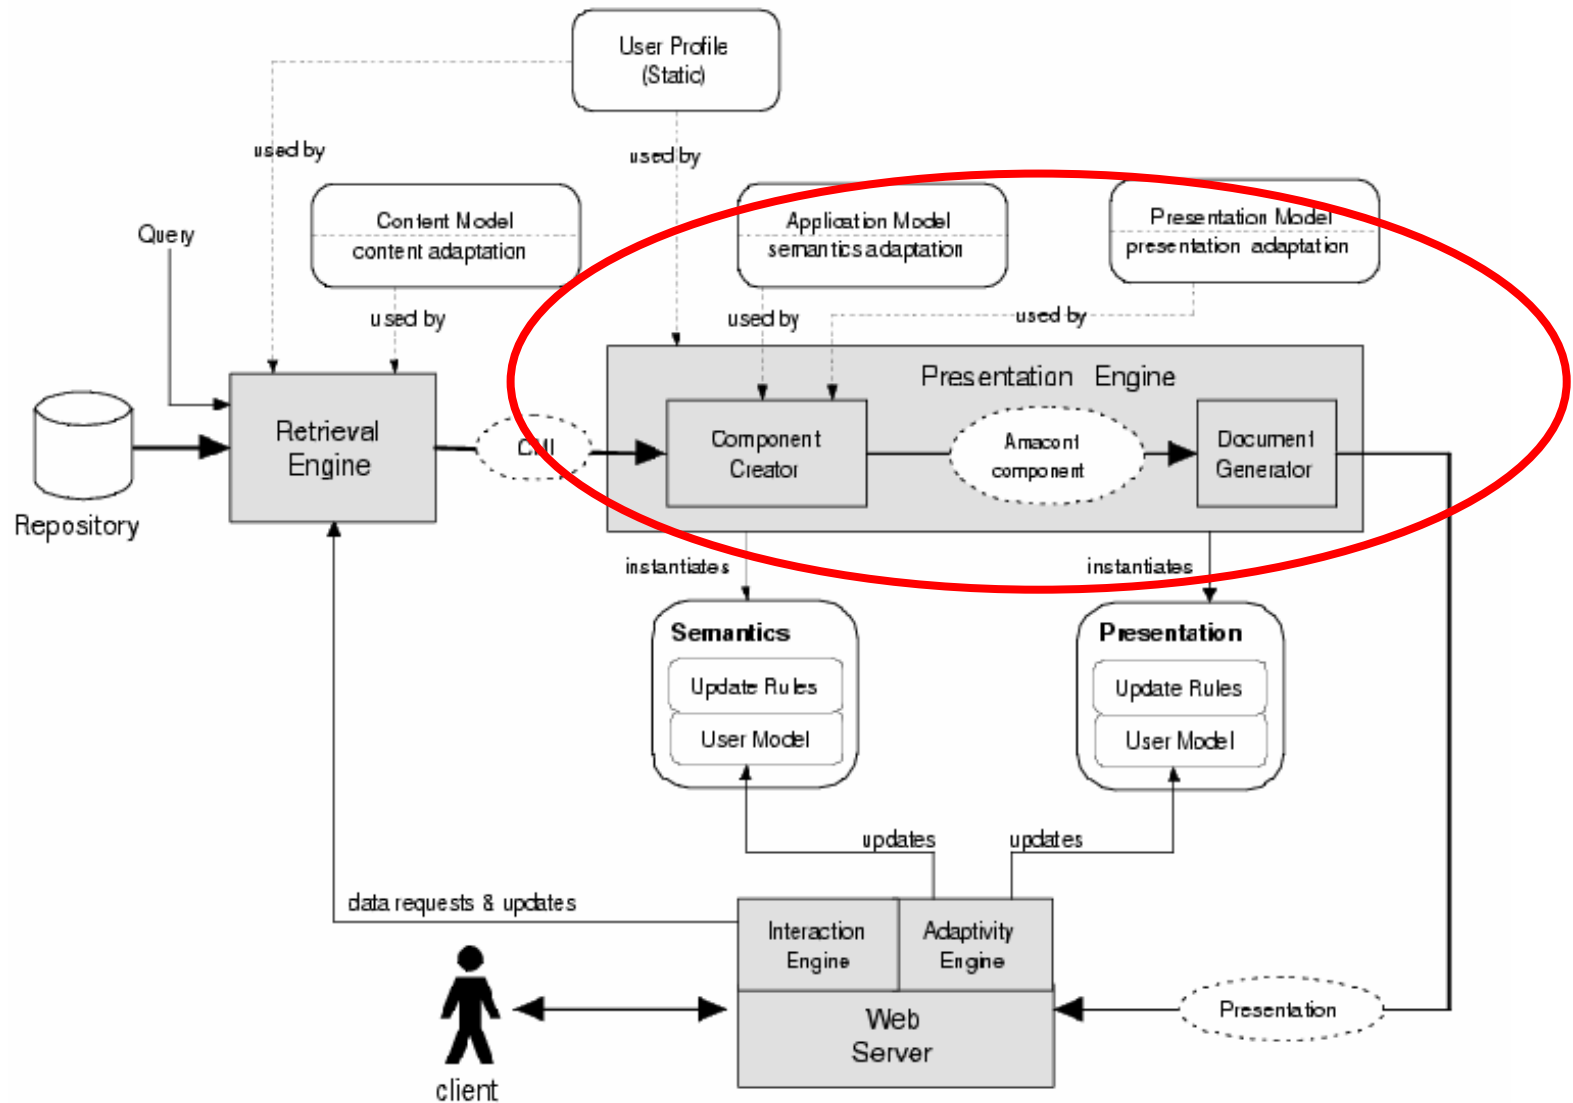 User Profile
(Static)
used by
used by
Content Model
content adaptation
Application Model
semantics adaptation
Presentation Model
presentation adaptation
Query
used by
used by
used by
Presentation Engine
Retrieval
Engine
CMI
Component
Creator
Amacont
component
Document
Generator
Repository
instantiates
instantiates
Semantics
Update Rules
User Model
Presentation
Update Rules
User Model
updates
updates
data requests & updates
Interaction
Engine
Adaptivity
Engine
Web
Server
Presentation
client